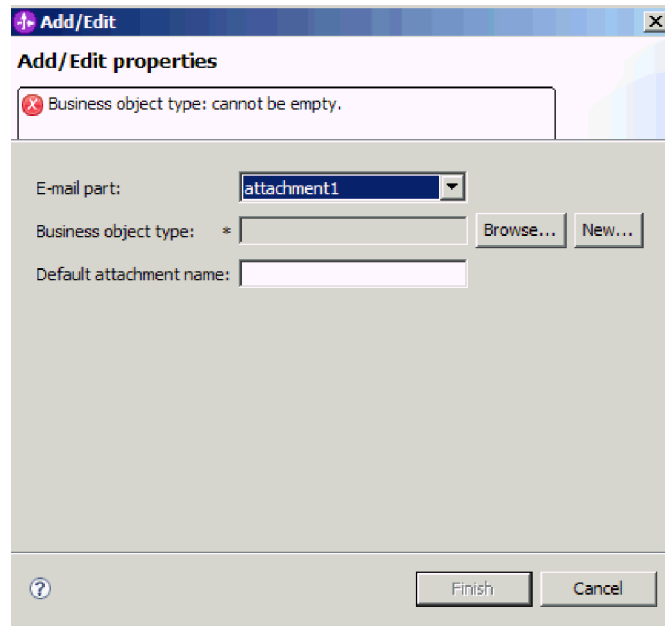 Add/Edit
Add/Edit properties
Business object type: cannot be empty.
E-mail part: attachment1
Business object type: * Browse... New...
Default attachment name:
? Finish Cancel